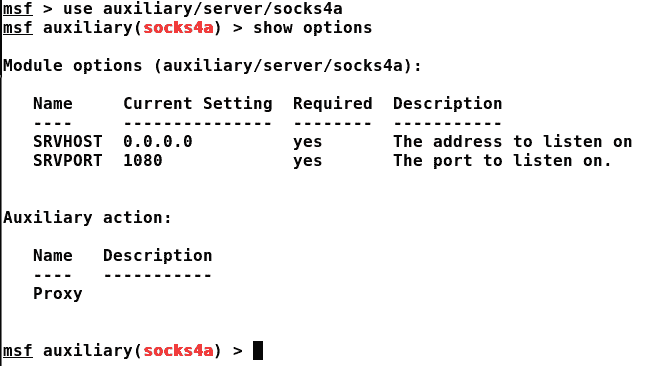 msf > use auxiliary/server/socks4a
msf auxiliary(socks4a) > show options
Module options (auxiliary/server/socks4a):
Name     Current Setting  Required  Description
----     ---------------  --------  -----------
SRVHOST  0.0.0.0          yes       The address to listen on
SRVPORT  1080             yes       The port to listen on.
Auxiliary action:
Name   Description
----   -----------
Proxy
msf auxiliary(socks4a) >